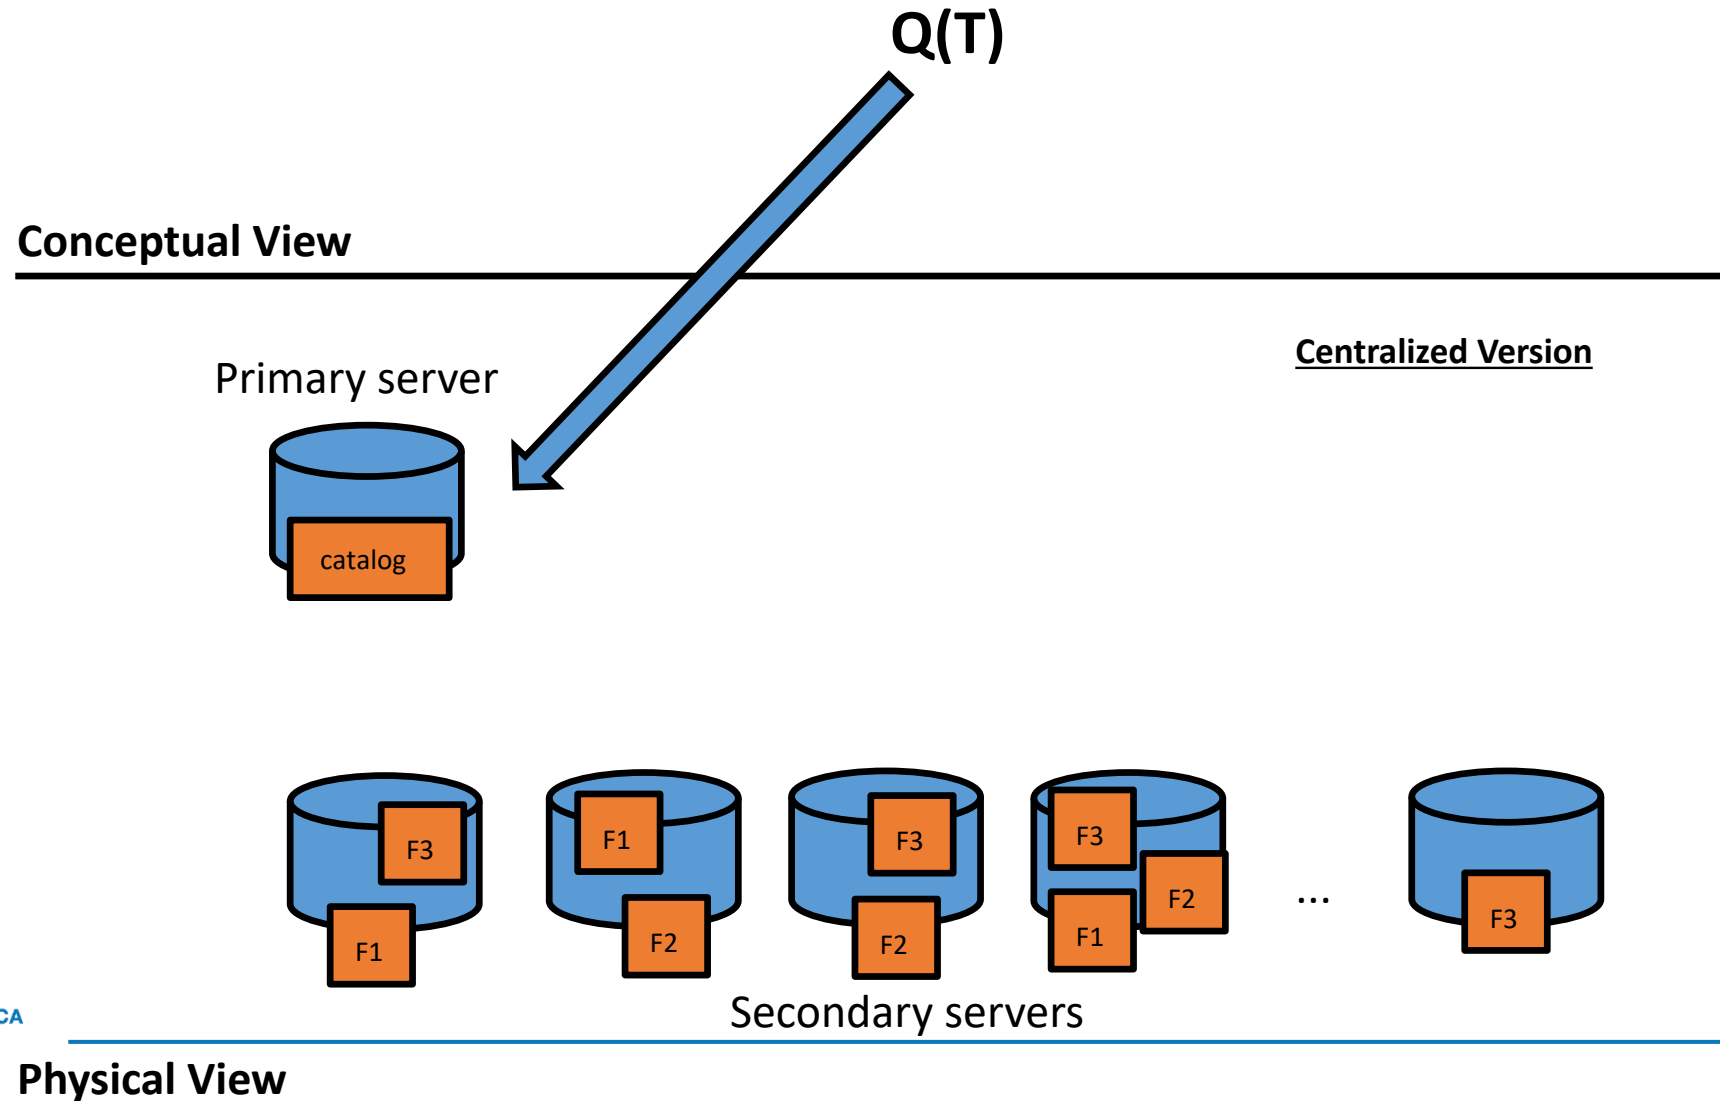 Q(T)
Conceptual View
Centralized Version
Primary server
catalog
F3
F1
F1
F2
F3
F2
F3
F2
F1
...
F3
Secondary servers
CA
Physical View